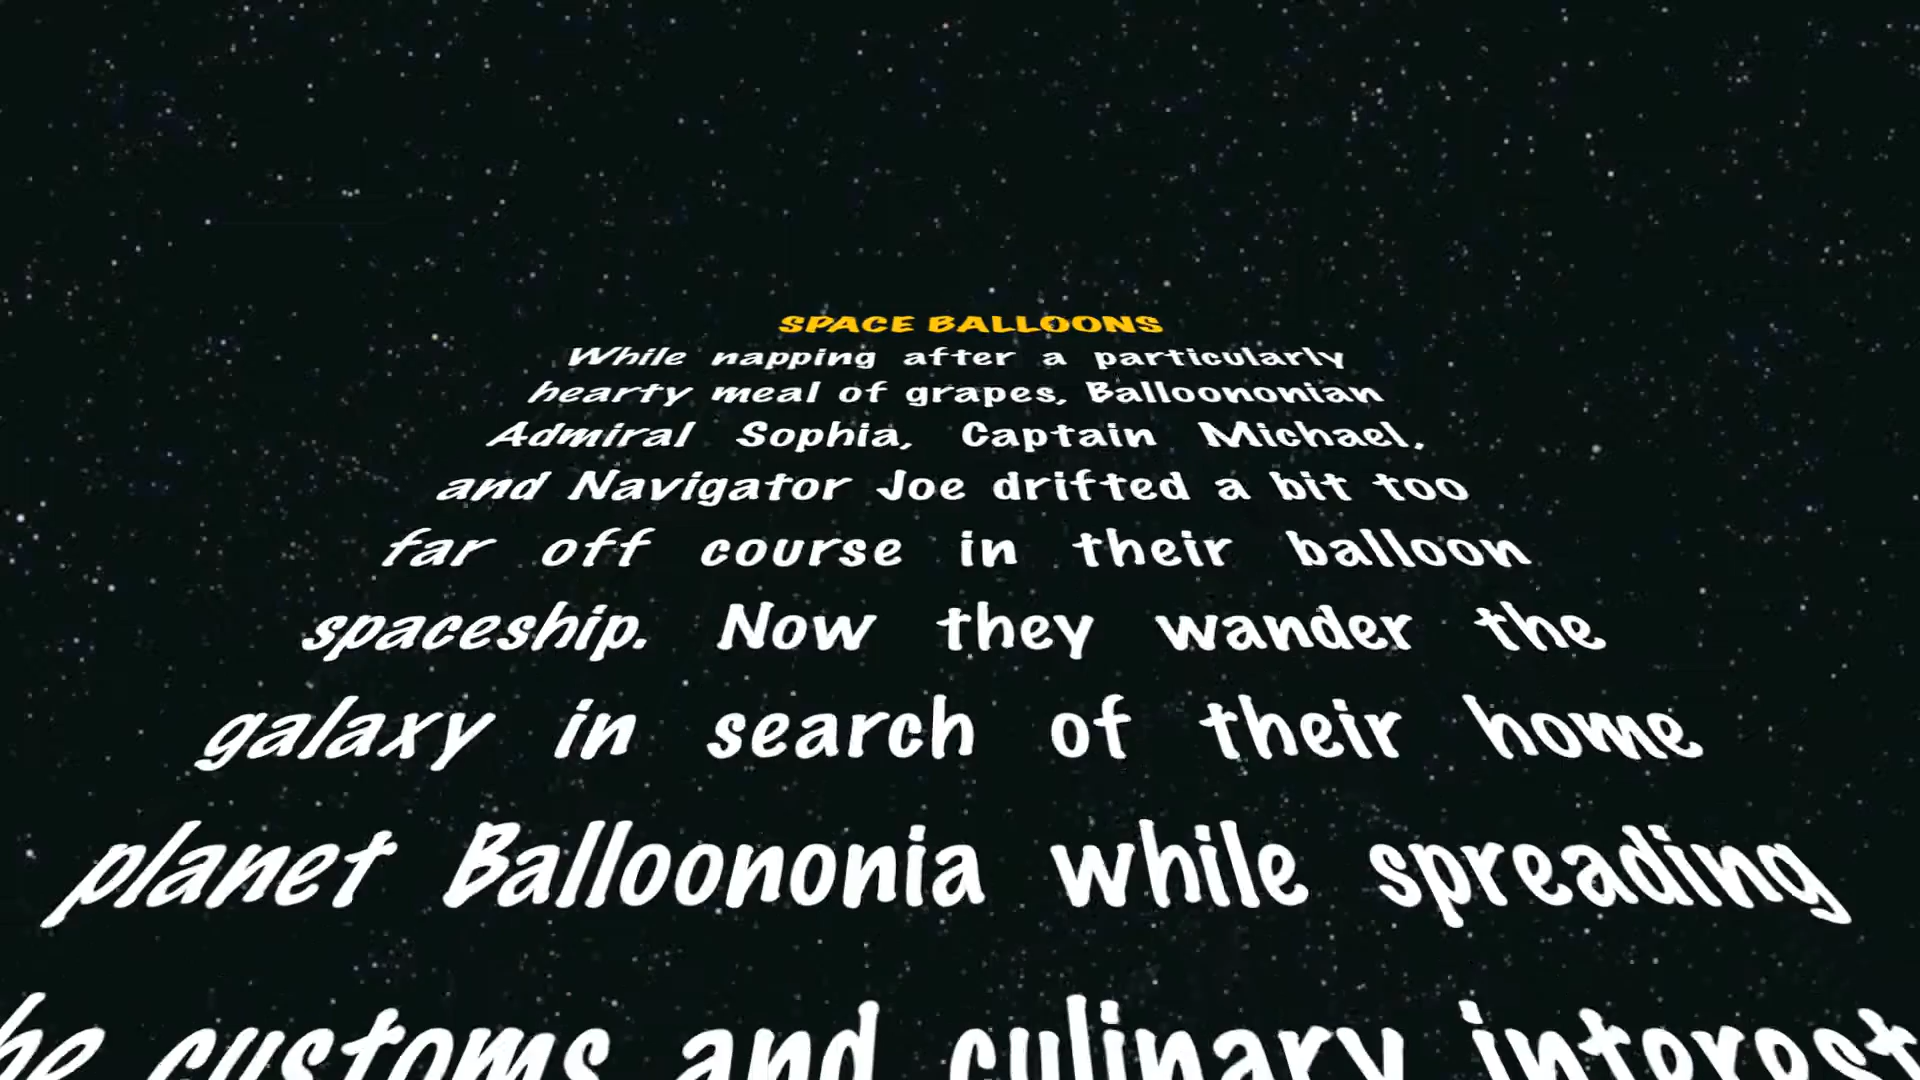 SPACE BALLOONS
While napping after a particularly
hearty meal of grapes, Balloononian
Admiral Sophia, Captain Michael,
and Navigator Joe drifted a bit too
far off course in their balloon
spaceship. Now they wander the
galaxy in search of their home
planet Balloononia while spreading
customs and culinary